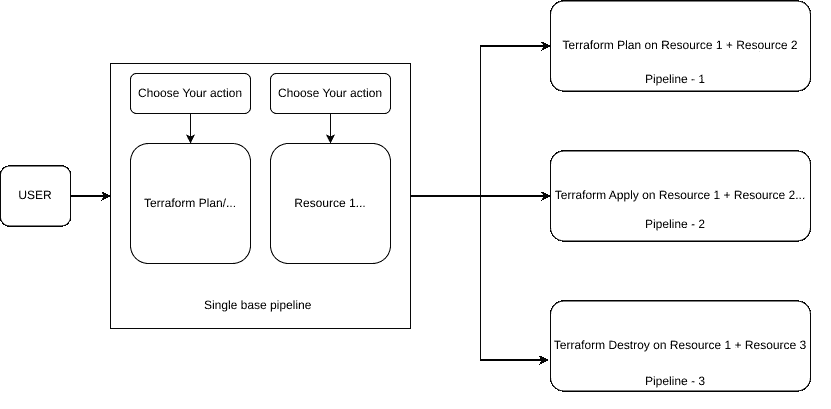 Terraform Plan on Resource 1 + Resource 2
Pipeline - 1
Choose Your action
Choose Your action
USER
Terraform Plan/...
Resource 1...
Terraform Apply on Resource 1 + Resource 2...
Pipeline - 2
Single base pipeline
Terraform Destroy on Resource 1 + Resource 3
Pipeline - 3